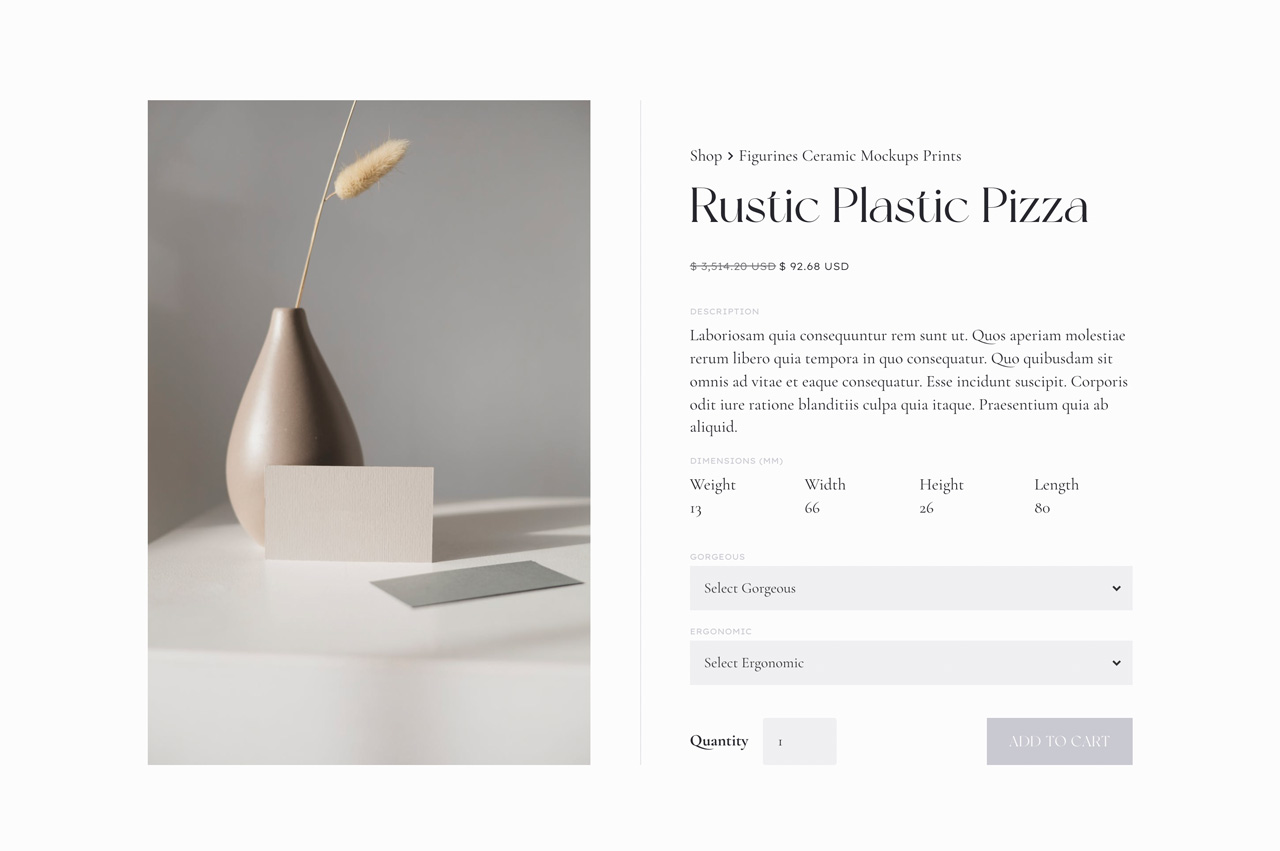 Shop > Figurines Ceramic Mockups Prints
Rustic Plastic Pizza
$ 3,514.20 USD $ 92.68 USD
DESCRIPTION
Laboriosam quia consequuntur rem sunt ut. Quos aperiam molestiae
rerum libero quia tempora in quo consequatur. Quo quibusdam sit
omnis ad vitae et eaque consequatur. Esse incidunt suscipit. Corporis
odit iure ratione blanditiis culpa quia itaque. Praesentium quia ab
aliquid.
DIMENSIONS (MM)
Weight Width Height Length
13 66 26 80
GORGEOUS
Select Gorgeous
ERGONOMIC
Select Ergonomic
Quantity 1 ADD TO CART